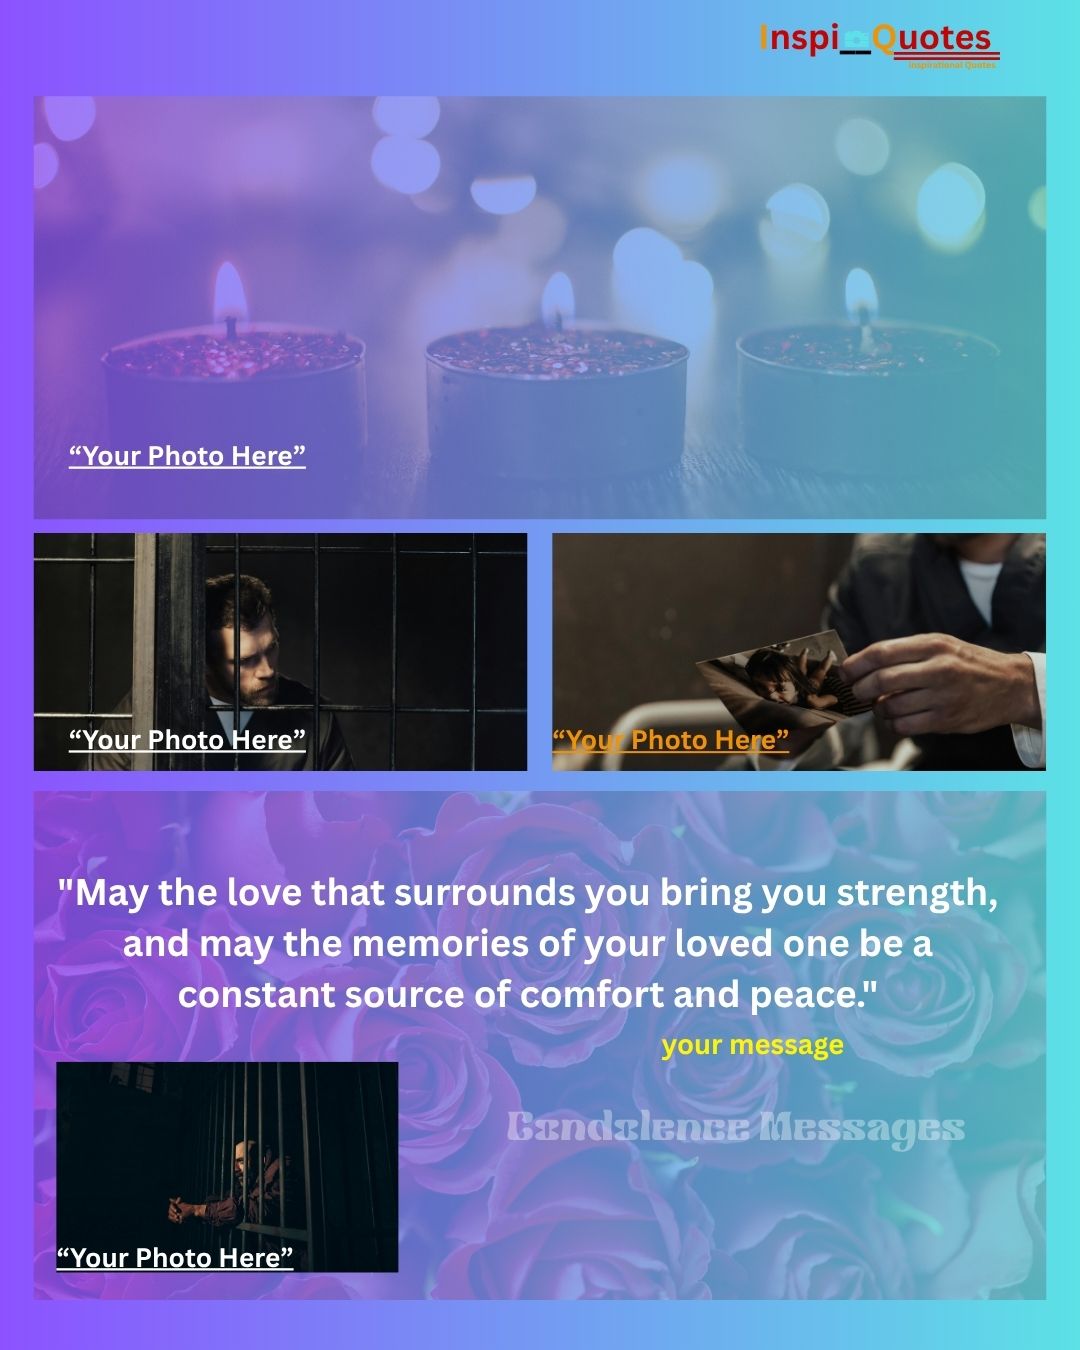 InspiQuotes
Inspirational Quotes
“Your Photo Here”
“Your Photo Here”
“Your Photo Here”
"May the love that surrounds you bring you strength,
and may the memories of your loved one be a
constant source of comfort and peace."
your message
Condolence Messages
“Your Photo Here”